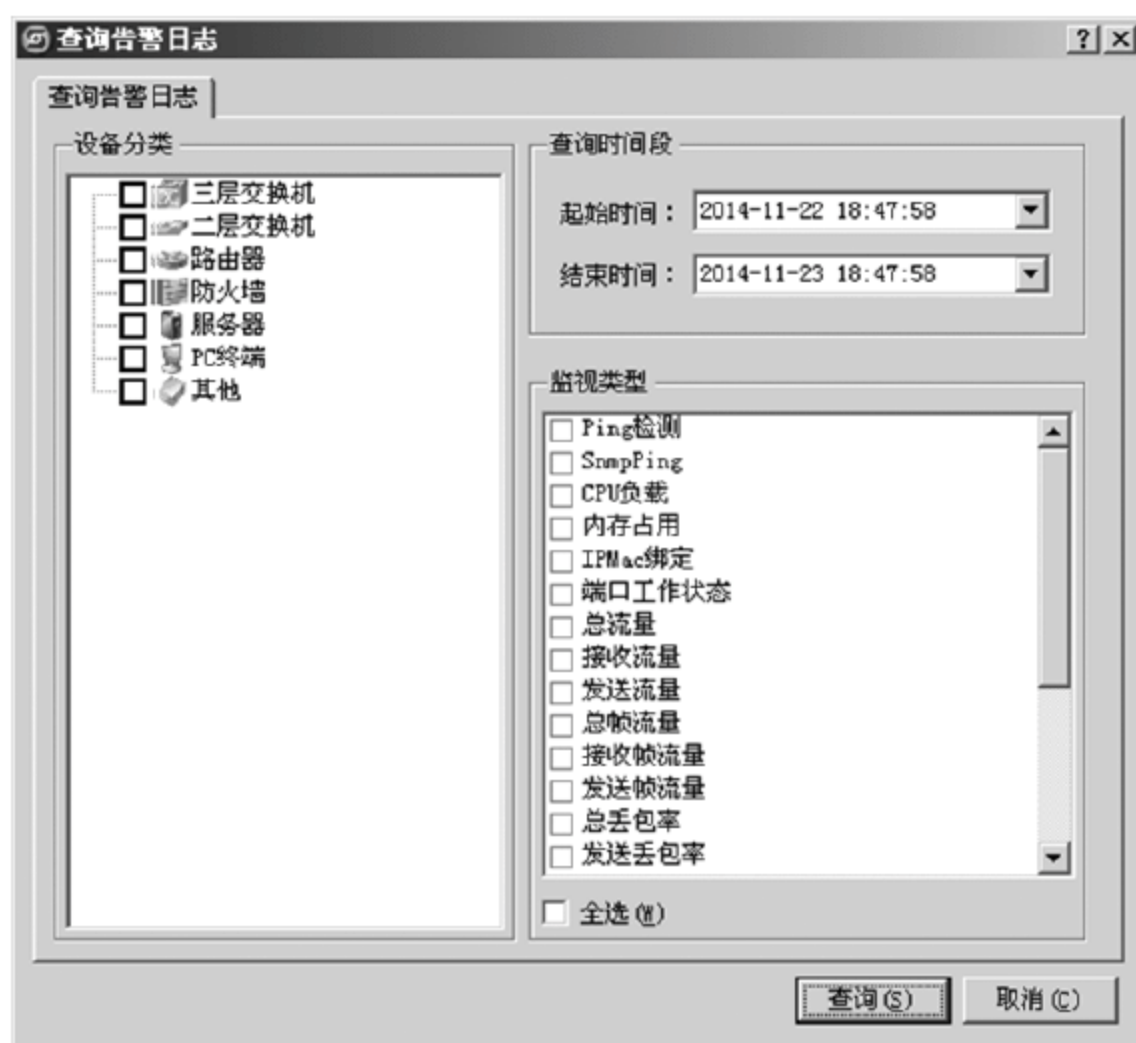 查询告警日志
查询告警日志
设备分类
三层交换机
二层交换机
路由器
防火墙
服务器
PC终端
其他
查询时间段
起始时间： 2014-11-22 18:47:58
结束时间： 2014-11-23 18:47:58
监视类型
Ping检测
SnmpPing
CPU负载
内存占用
IPMac绑定
端口工作状态
总流量
接收流量
发送流量
总帧流量
接收帧流量
发送帧流量
总丢包率
发送丢包率
全选(W)
查询(S)
取消(C)